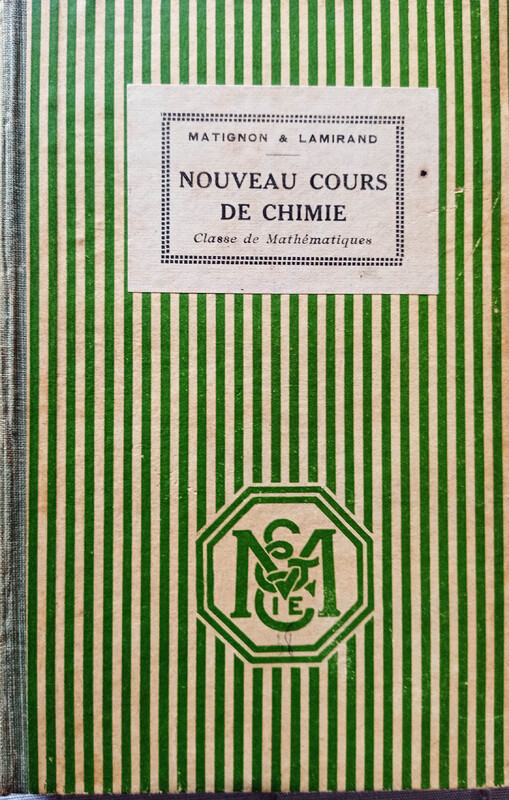 MATIGNON & LAMIRAND
NOUVEAU COURS
DE CHIMIE
Classe de Mathématiques